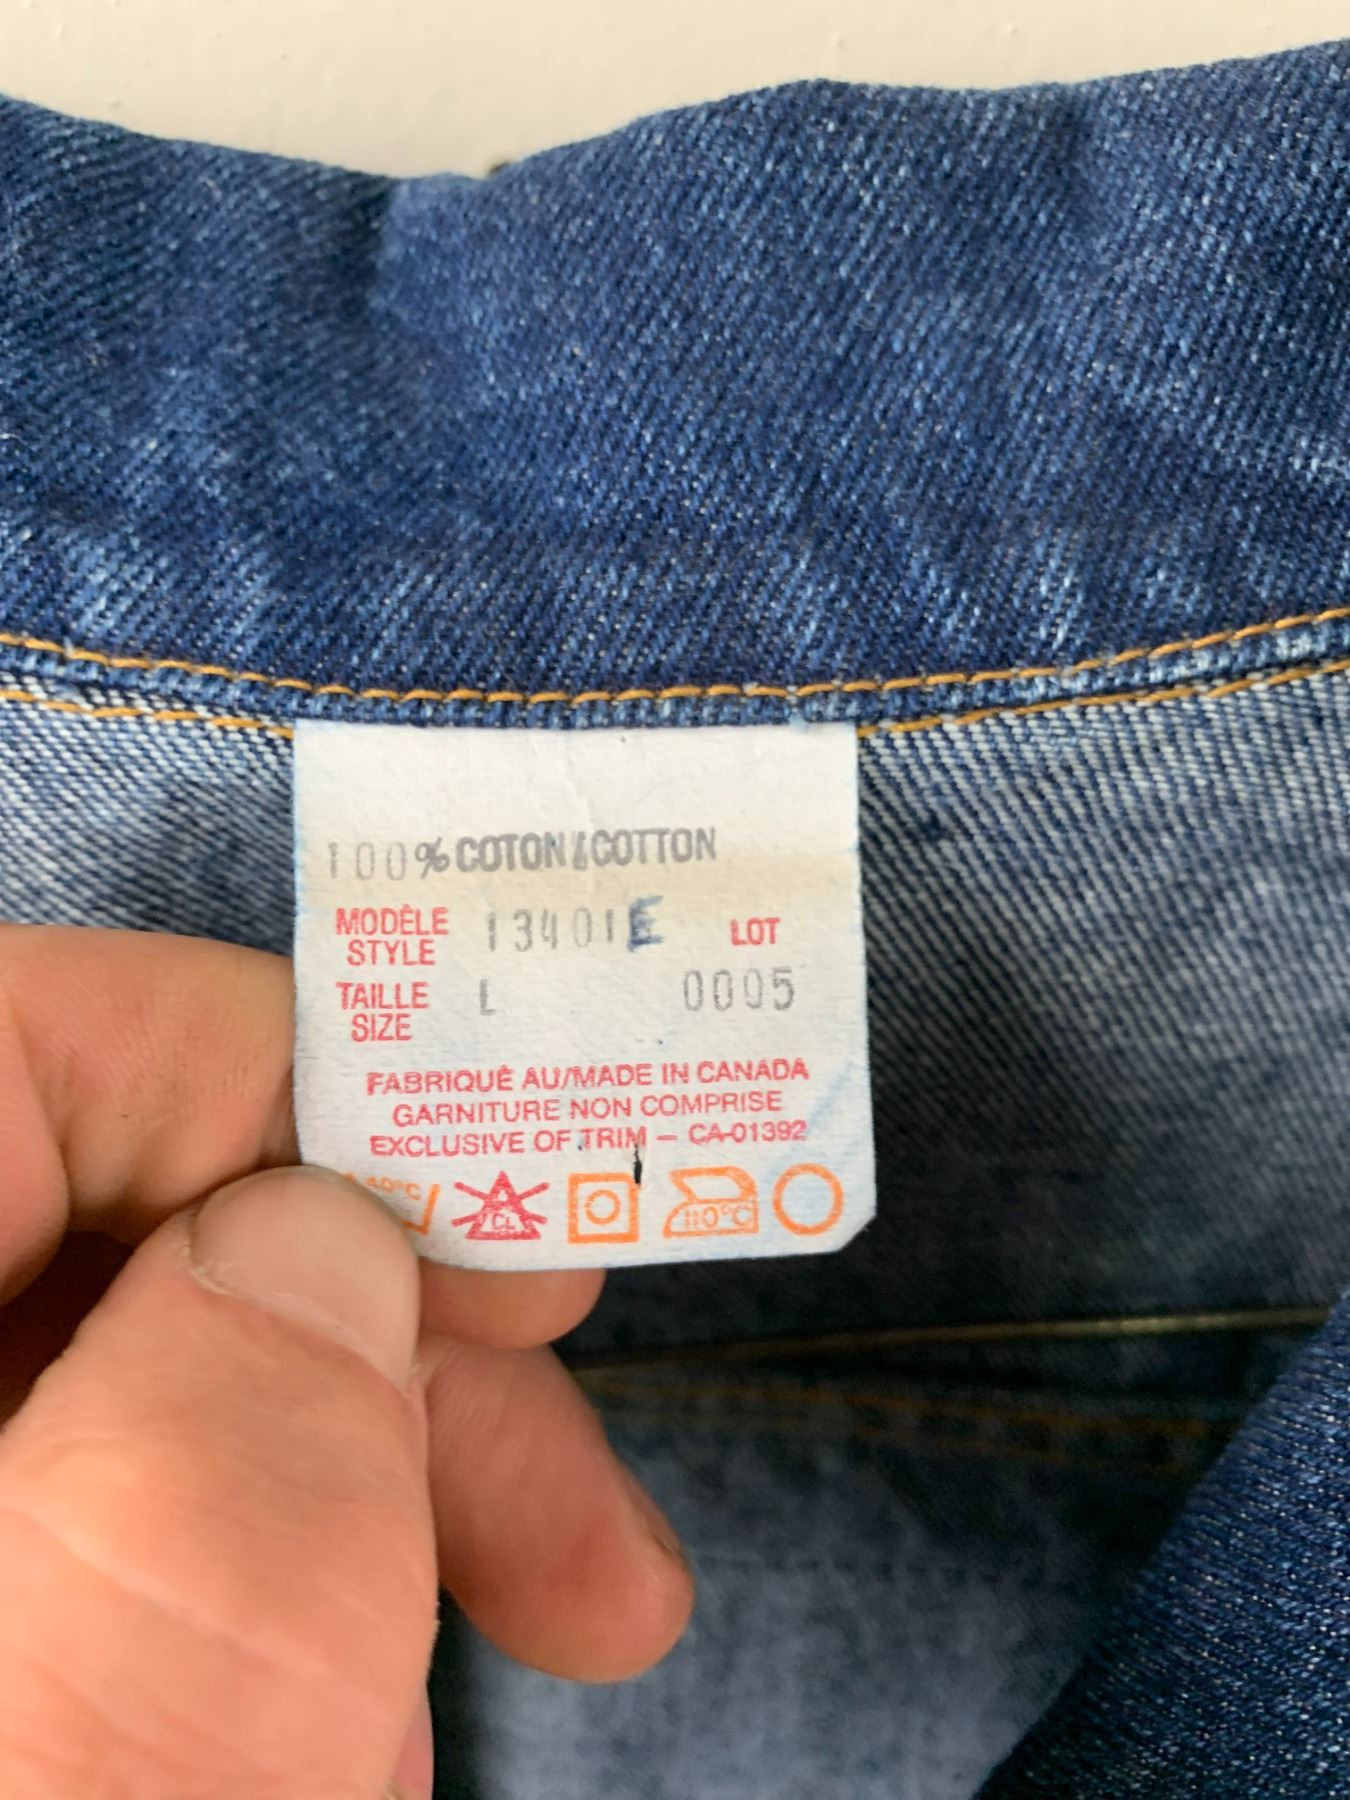 100% COTON/COTTON
MODÈLE 13401E LOT
STYLE
TAILLE L 0005
SIZE
FABRIQUÉ AU/MADE IN CANADA
GARNITURE NON COMPRISE
EXCLUSIVE OF TRIM – CA-01392
40°C CL 110°C